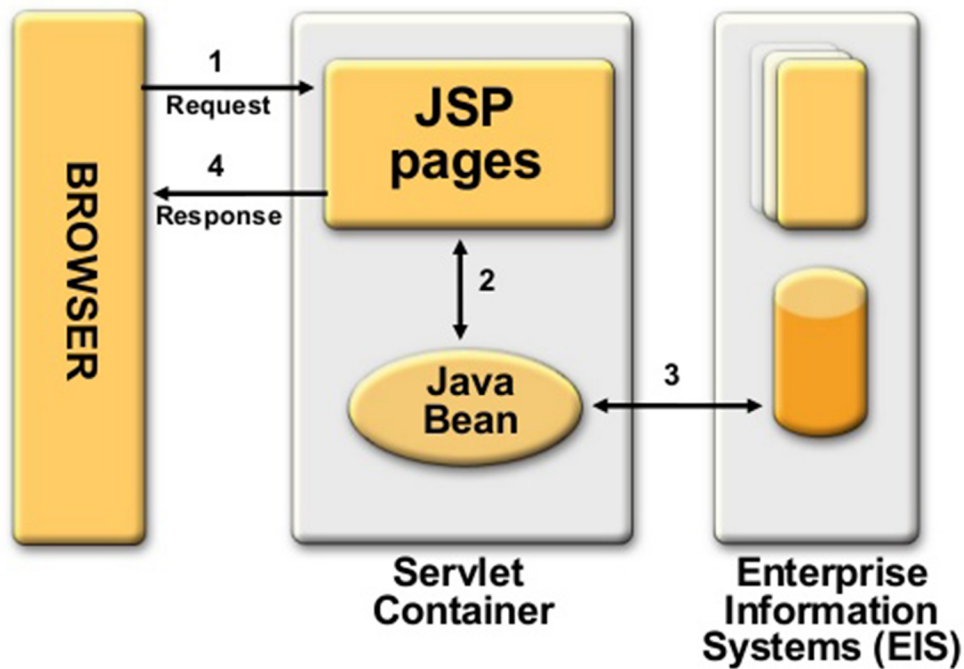 BROWSER
1
Request
4
Response
JSP
pages
2
Java
Bean
3
Servlet
Container
Enterprise
Information
Systems (EIS)